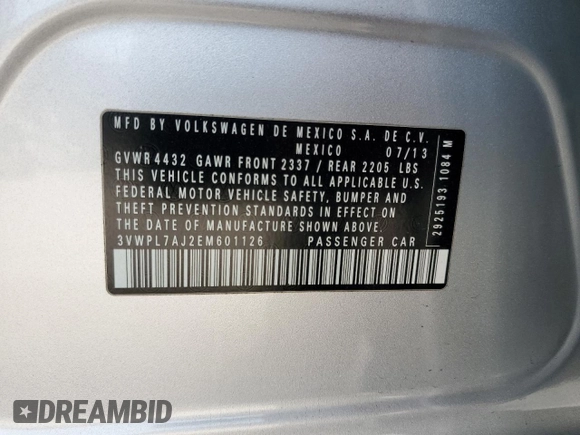 MFD BY VOLKSWAGEN DE MEXICO S.A. DE C.V.
MEXICO 07/13
GVWR 4432 GAWR FRONT 2337 / REAR 2205 LBS
THIS VEHICLE CONFORMS TO ALL APPLICABLE U.S.
FEDERAL MOTOR VEHICLE SAFETY, BUMPER AND
THEFT PREVENTION STANDARDS IN EFFECT ON
THE DATE OF MANUFACTURE SHOWN ABOVE.
3VWPL7AJ2EM601126 PASSENGER CAR
2925193 1084 M
DREAMBID